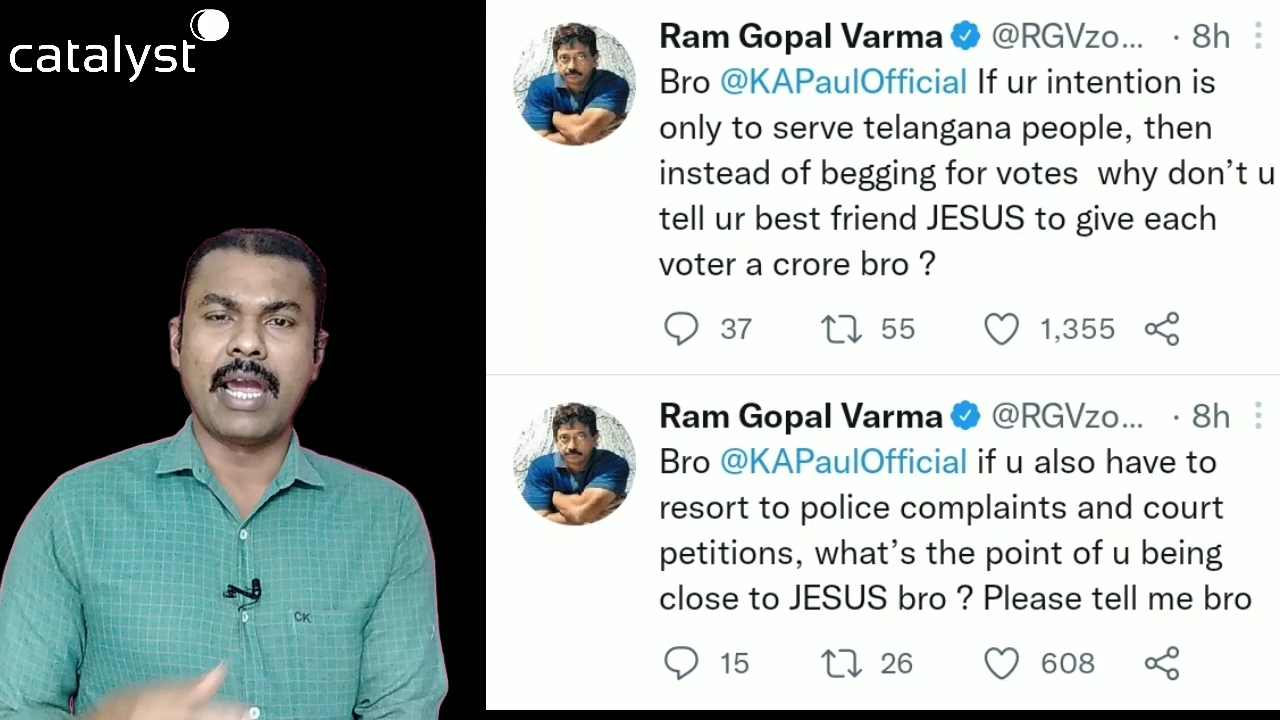 catalyst
Ram Gopal Varma @RGVzo... · 8h
Bro @KAPaulOfficial If ur intention is
only to serve telangana people, then
instead of begging for votes why don’t u
tell ur best friend JESUS to give each
voter a crore bro ?
37 55 1,355
Ram Gopal Varma @RGVzo... · 8h
Bro @KAPaulOfficial if u also have to
resort to police complaints and court
petitions, what’s the point of u being
close to JESUS bro ? Please tell me bro
15 26 608
CK